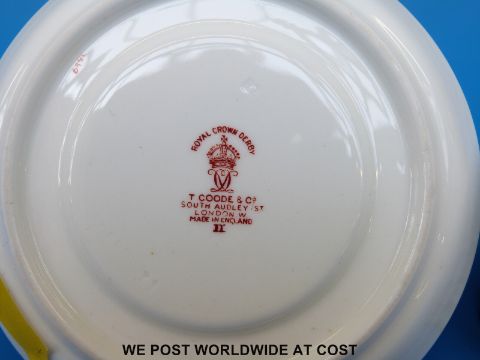 ROYAL CROWN DERBY
T. GOODE & Cº
SOUTH AUDLEY ST.
LONDON W
MADE IN ENGLAND
II
WE POST WORLDWIDE AT COST